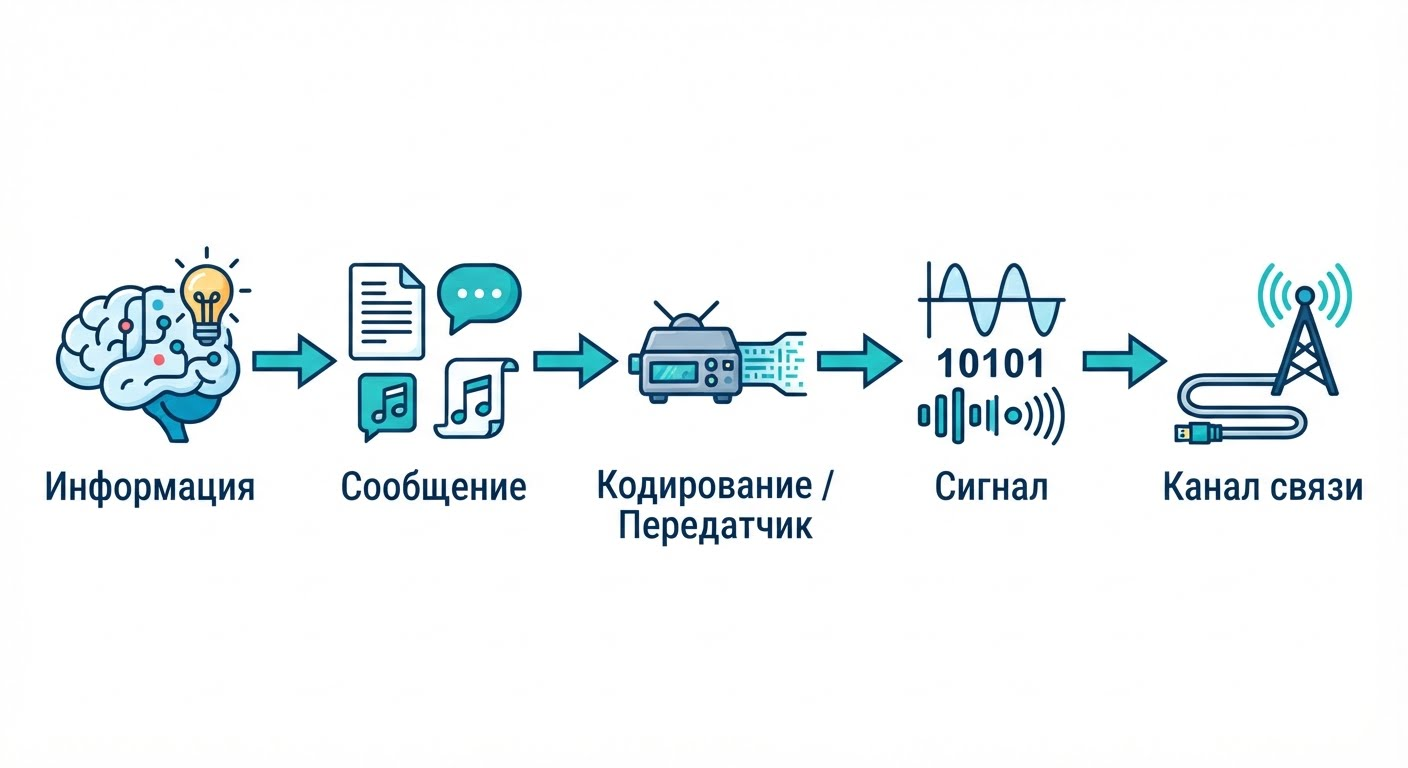 10101
Информация
Сообщение
Кодирование /
Передатчик
Сигнал
Канал связи